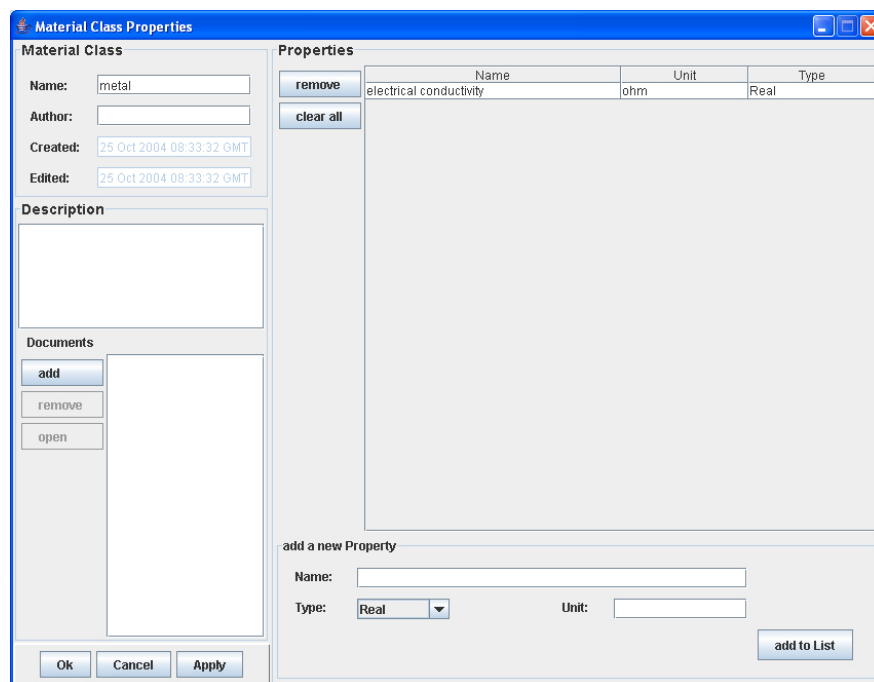 Material Class Properties
Material Class
Name: metal
Author:
Created: 25 Oct 2004 08:33:32 GMT
Edited: 25 Oct 2004 08:33:32 GMT
Description
Documents
add
remove
open
Ok Cancel Apply
Properties
remove
clear all
Name Unit Type
electrical conductivity ohm Real
add a new Property
Name:
Type: Real Unit:
add to List